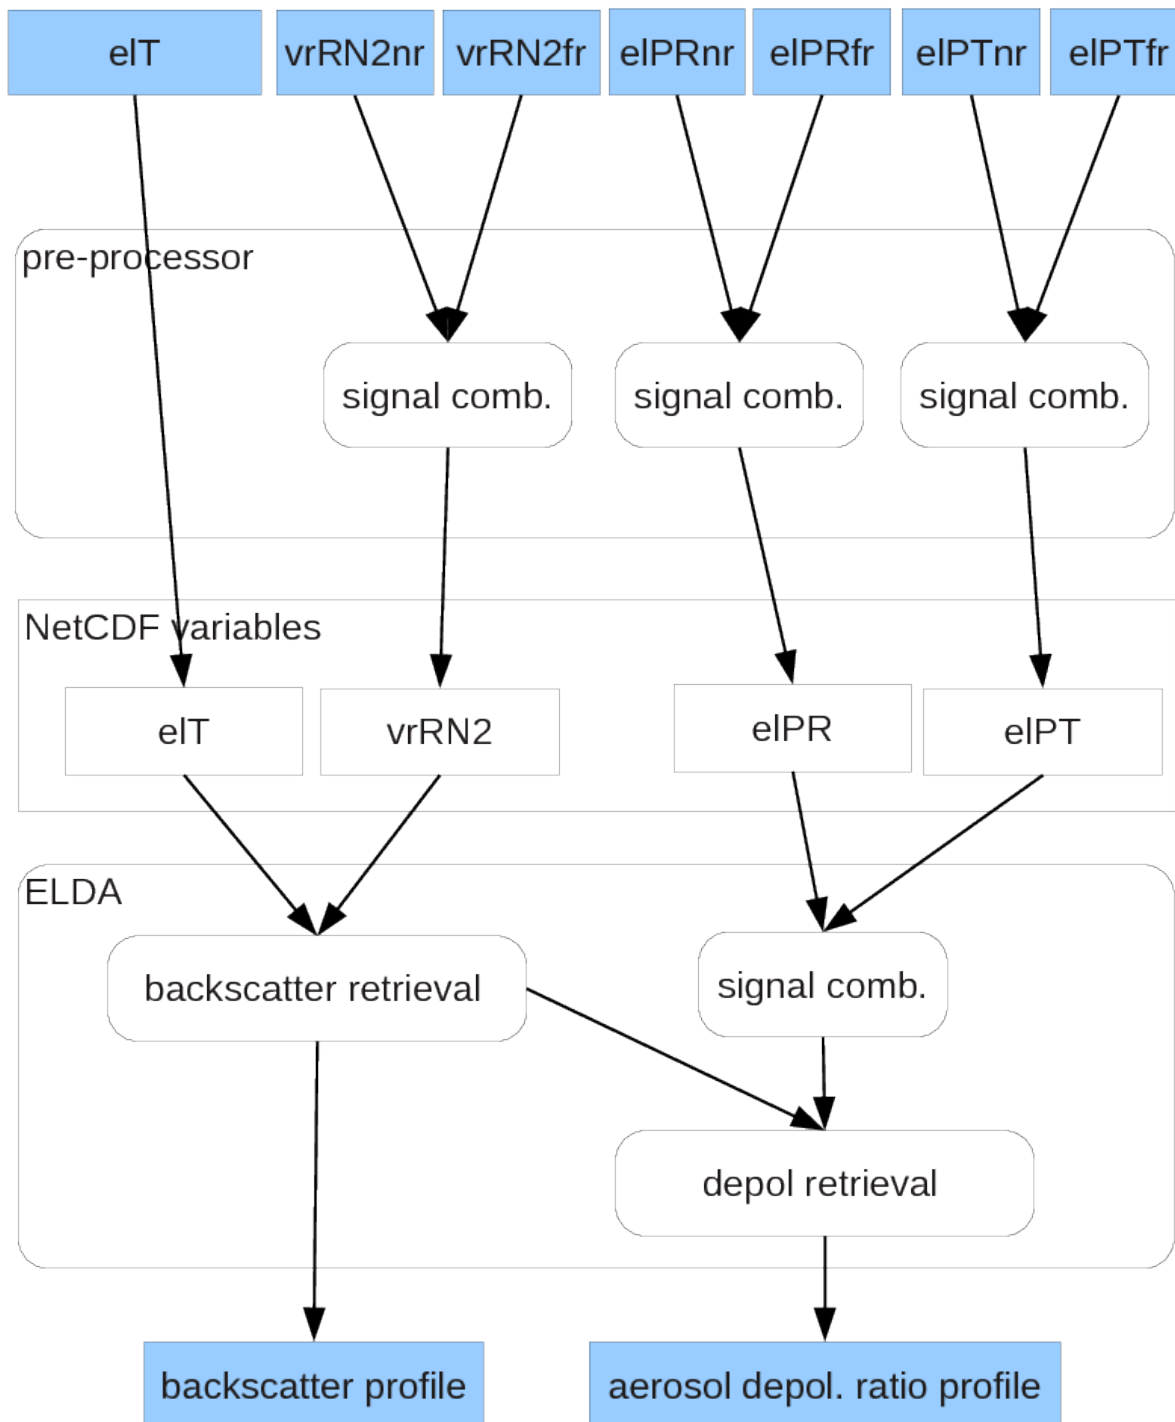 elT
vrRN2nr
vrRN2fr
elPRnr
elPRfr
elPTnr
elPTfr
pre-processor
signal comb.
signal comb.
signal comb.
NetCDF variables
elT
vrRN2
elPR
elPT
ELDA
backscatter retrieval
signal comb.
depol retrieval
backscatter profile
aerosol depol. ratio profile